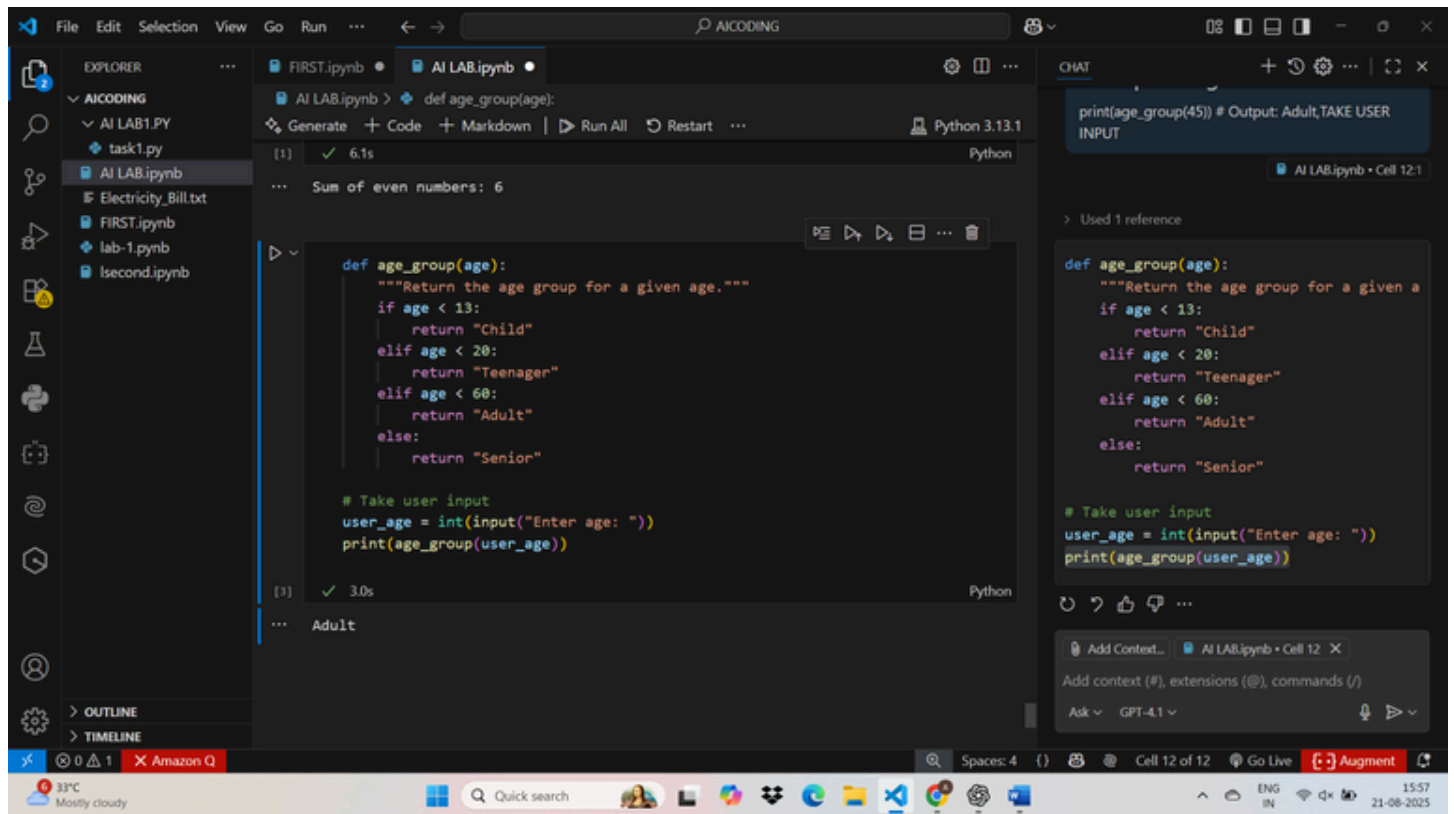 File Edit Selection View Go Run ··· AICODING
EXPLORER ···
AICODING
AI LAB1.PY
task1.py
AI LAB.ipynb
Electricity_Bill.txt
FIRST.ipynb
lab-1.pynb
lsecond.ipynb
OUTLINE
TIMELINE
FIRST.ipynb AI LAB.ipynb
AI LAB.ipynb > def age_group(age):
Generate + Code + Markdown | Run All Restart ··· Python 3.13.1
[1] ✓ 6.1s Python
··· Sum of even numbers: 6
def age_group(age):
"""Return the age group for a given age."""
if age < 13:
return "Child"
elif age < 20:
return "Teenager"
elif age < 60:
return "Adult"
else:
return "Senior"
# Take user input
user_age = int(input("Enter age: "))
print(age_group(user_age))
[3] ✓ 3.0s Python
··· Adult
CHAT
print(age_group(45)) # Output: Adult,TAKE USER
INPUT
AI LAB.ipynb • Cell 12:1
> Used 1 reference
def age_group(age):
"""Return the age group for a given a
if age < 13:
return "Child"
elif age < 20:
return "Teenager"
elif age < 60:
return "Adult"
else:
return "Senior"
# Take user input
user_age = int(input("Enter age: "))
print(age_group(user_age))
Add Context... AI LAB.ipynb • Cell 12 ×
Add context (#), extensions (@), commands (/)
Ask GPT-4.1
0 1 Amazon Q Spaces: 4 {} Cell 12 of 12 Go Live Augment
33°C
Mostly cloudy
Quick search
ENG
IN
15:57
21-08-2025